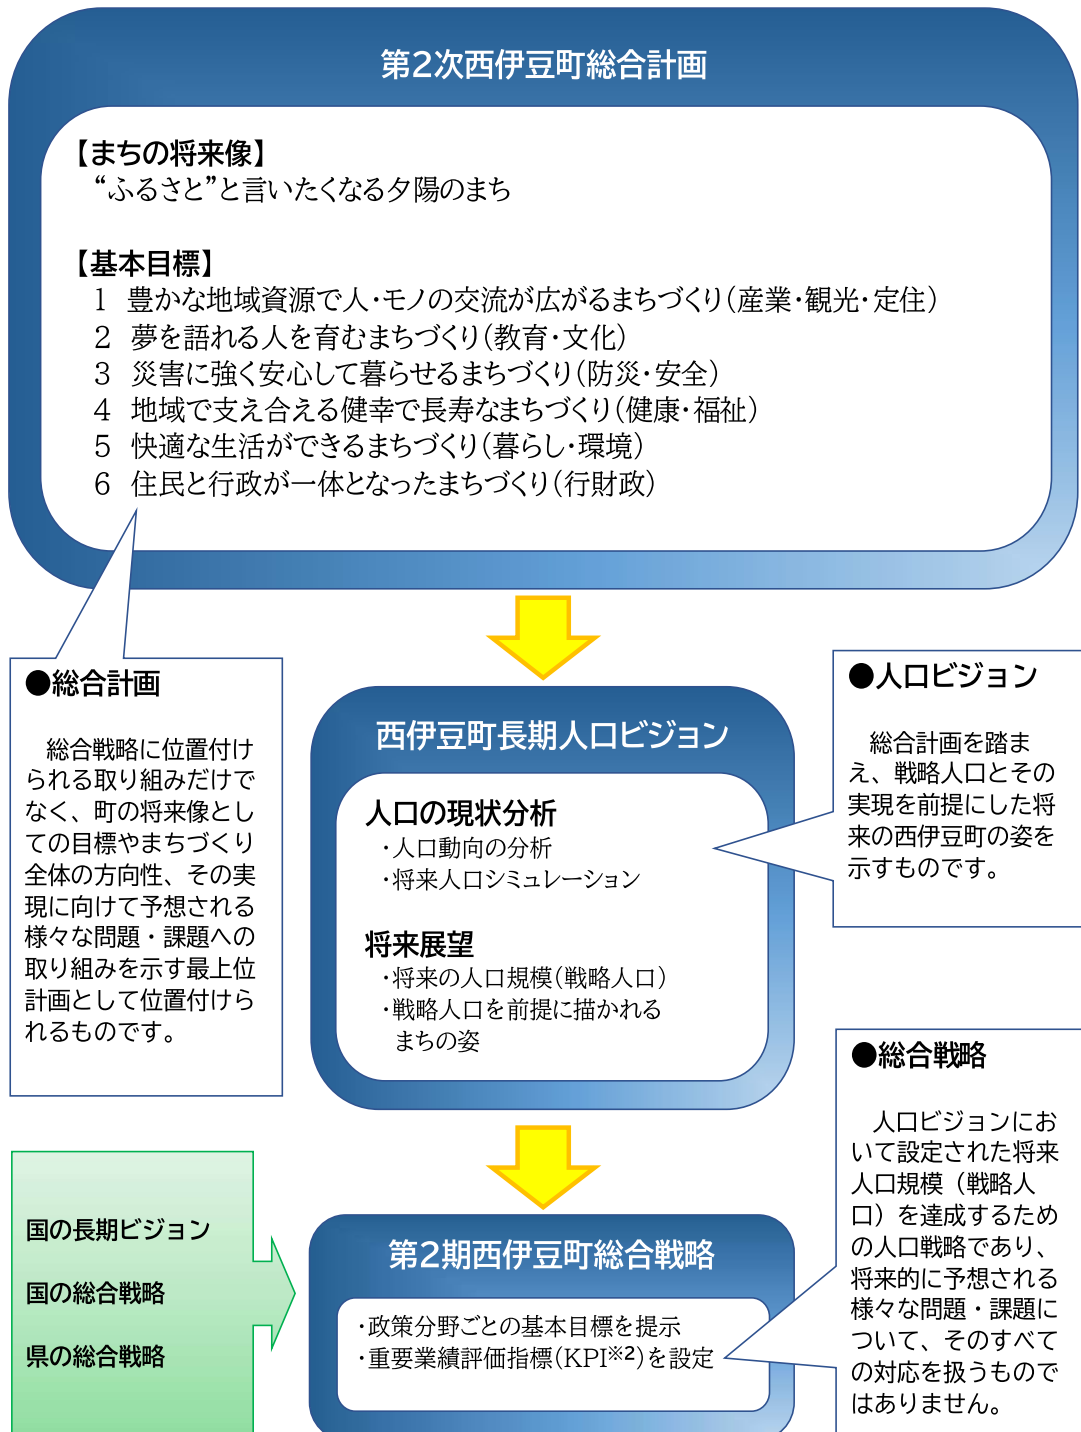 第2次西伊豆町総合計画
【まちの将来像】
“ふるさと”と言いたくなる夕陽のまち
【基本目標】
1 豊かな地域資源で人・モノの交流が広がるまちづくり（産業・観光・定住）
2 夢を語れる人を育むまちづくり（教育・文化）
3 災害に強く安心して暮らせるまちづくり（防災・安全）
4 地域で支え合える健幸で長寿なまちづくり（健康・福祉）
5 快適な生活ができるまちづくり（暮らし・環境）
6 住民と行政が一体となったまちづくり（行財政）
●総合計画
総合戦略に位置付け
られる取り組みだけで
なく、町の将来像とし
ての目標やまちづくり
全体の方向性、その実
現に向けて予想される
様々な問題・課題への
取り組みを示す最上位
計画として位置付けら
れるものです。
西伊豆町長期人口ビジョン
人口の現状分析
・人口動向の分析
・将来人口シミュレーション
将来展望
・将来の人口規模（戦略人口）
・戦略人口を前提に描かれる
まちの姿
●人口ビジョン
総合計画を踏ま
え、戦略人口とその
実現を前提にした将
来の西伊豆町の姿を
示すものです。
国の長期ビジョン
国の総合戦略
県の総合戦略
第2期西伊豆町総合戦略
・政策分野ごとの基本目標を提示
・重要業績評価指標（KPI※2）を設定
●総合戦略
人口ビジョンにお
いて設定された将来
人口規模（戦略人
口）を達成するため
の人口戦略であり、
将来的に予想される
様々な問題・課題に
ついて、そのすべて
の対応を扱うもので
はありません。